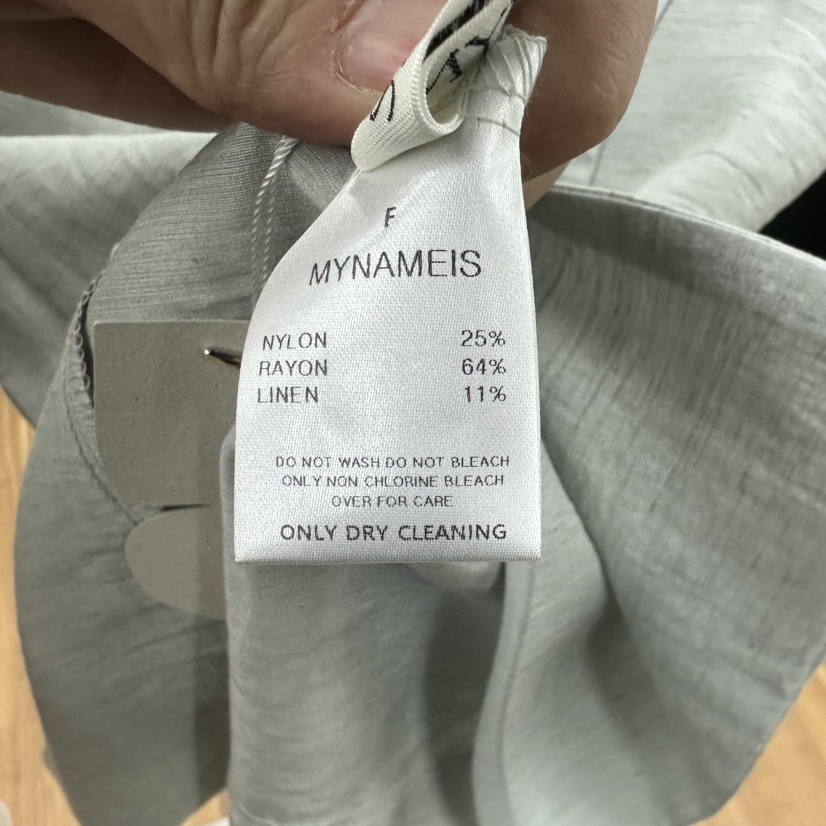 F
MYNAMEIS
NYLON 25%
RAYON 64%
LINEN 11%
DO NOT WASH DO NOT BLEACH
ONLY NON CHLORINE BLEACH
OVER FOR CARE
ONLY DRY CLEANING